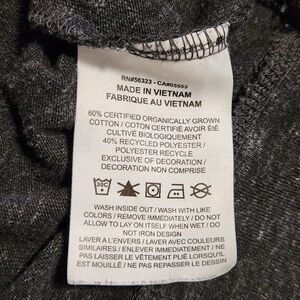 RN#56323 - CA#05553
MADE IN VIETNAM
FABRIQUE AU VIETNAM
60% CERTIFIED ORGANICALLY GROWN
COTTON / COTON CERTIFIÉ AVOIR ÉTÉ
CULTIVÉ BIOLOGIQUEMENT
40% RECYCLED POLYESTER /
POLYESTER RECYCLE
EXCLUSIVE OF DECORATION /
DECORATION NON COMPRISE
WASH INSIDE OUT / WASH WITH LIKE
COLORS / REMOVE IMMEDIATELY / DO NOT
ALLOW TO LAY ON ITSELF WHEN WET / DO
NOT IRON DESIGN
LAVER A L'ENVERS / LAVER AVEC COULEURS
SIMILAIRES / ENLEVER IMMEDIATEMENT / NE
PAS LAISSER LE VÊTEMENT PLIÉ LORSQU'IL
EST MOUILLÉ / NE PAS REPASSER LE DESSIN